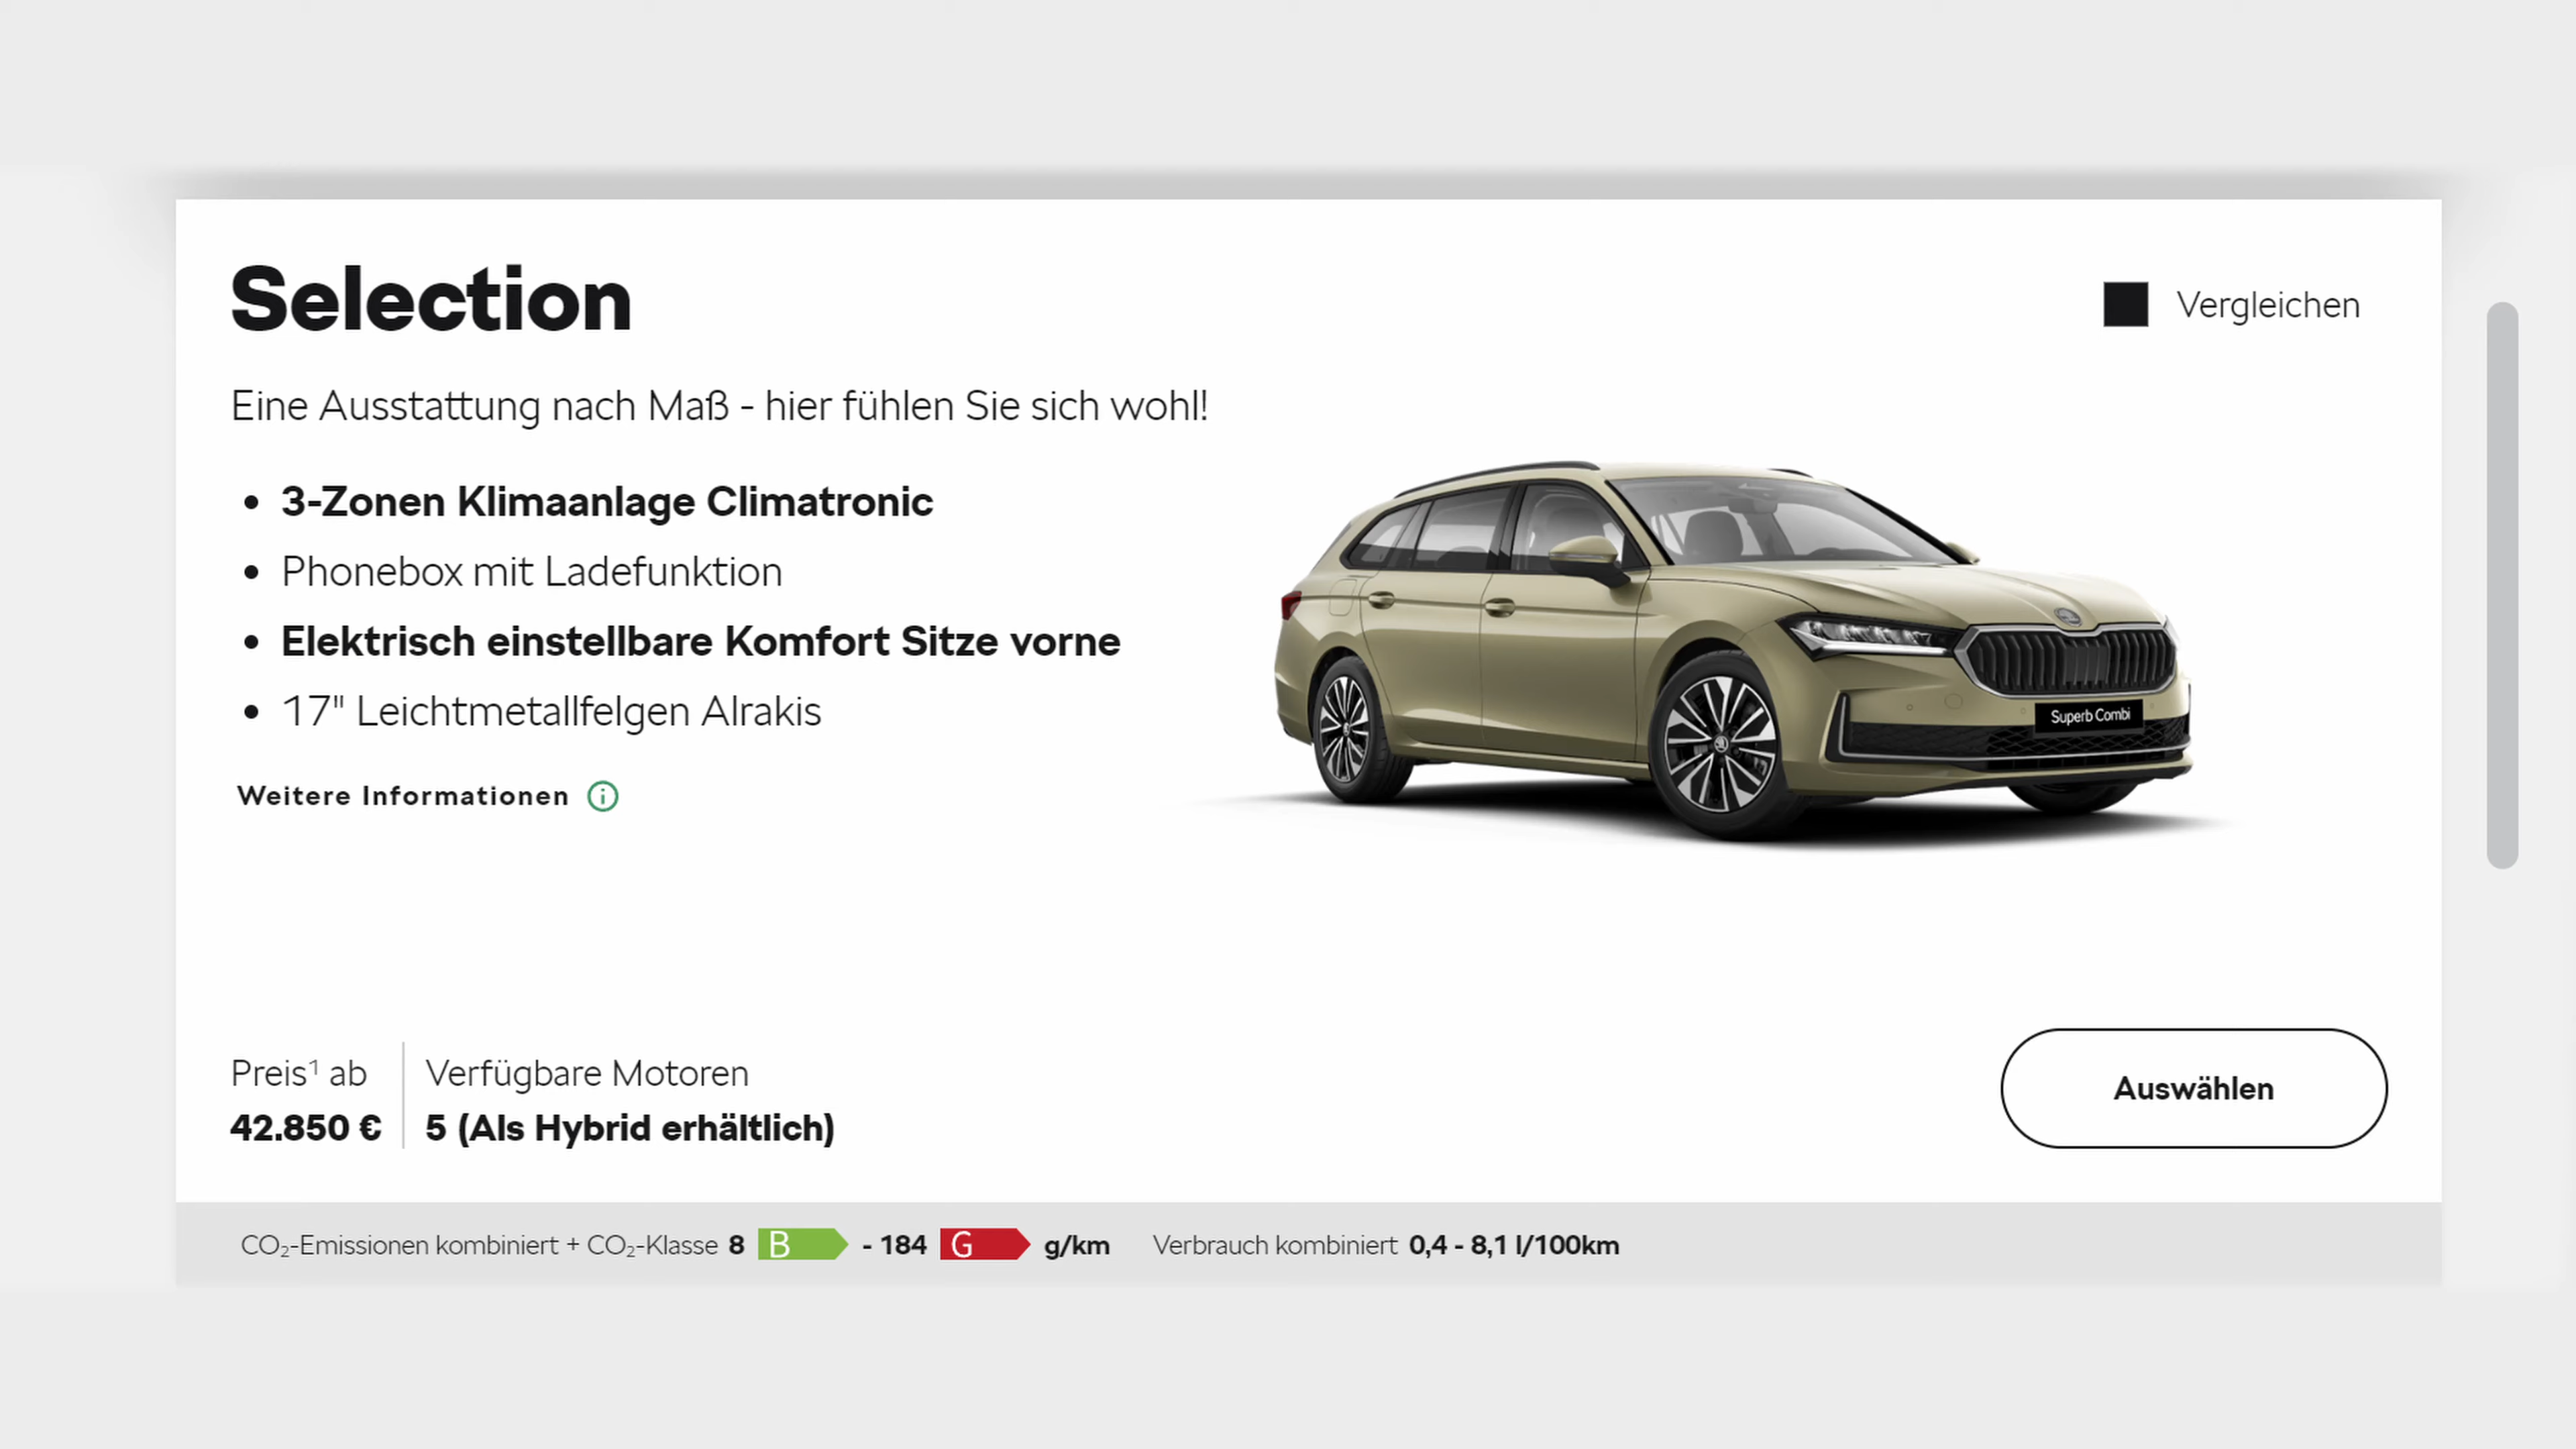 Selection
Vergleichen
Eine Ausstattung nach Maß - hier fühlen Sie sich wohl!
• 3-Zonen Klimaanlage Climatronic
• Phonebox mit Ladefunktion
• Elektrisch einstellbare Komfort Sitze vorne
• 17" Leichtmetallfelgen Alrakis
Weitere Informationen
Superb Combi
Preis¹ ab
42.850 €
Verfügbare Motoren
5 (Als Hybrid erhältlich)
Auswählen
CO₂-Emissionen kombiniert + CO₂-Klasse 8 B - 184 G g/km Verbrauch kombiniert 0,4 - 8,1 l/100km